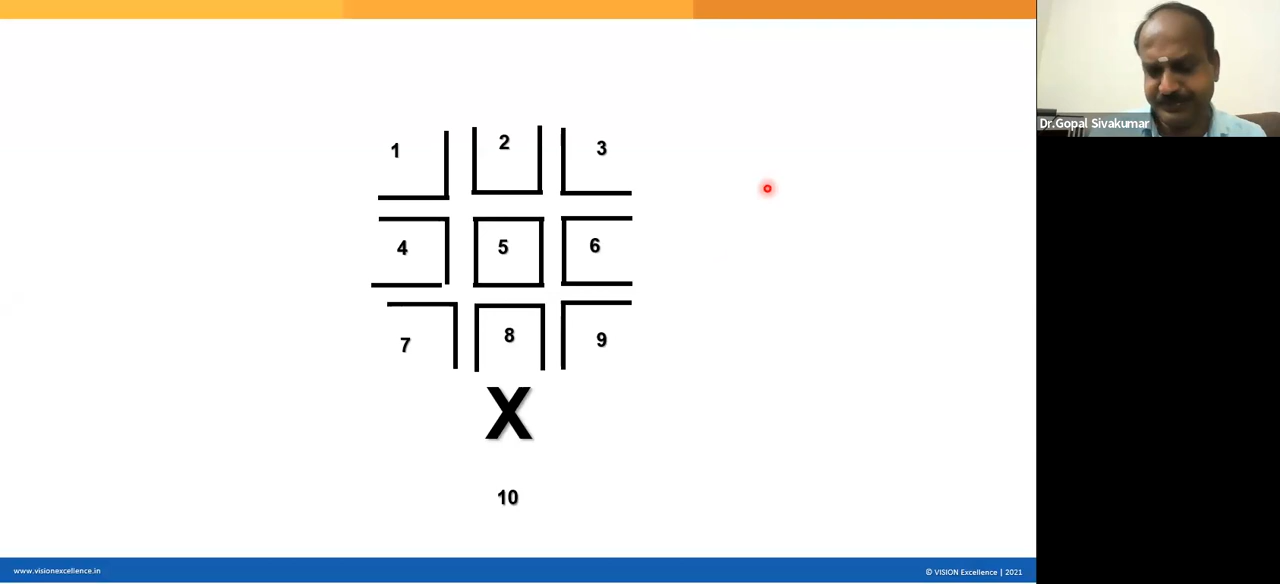 Dr.Gopal Sivakumar
1 2 3
4 5 6
7 8 9
X
10
www.visionexcellence.in
© VISION Excellence | 2021